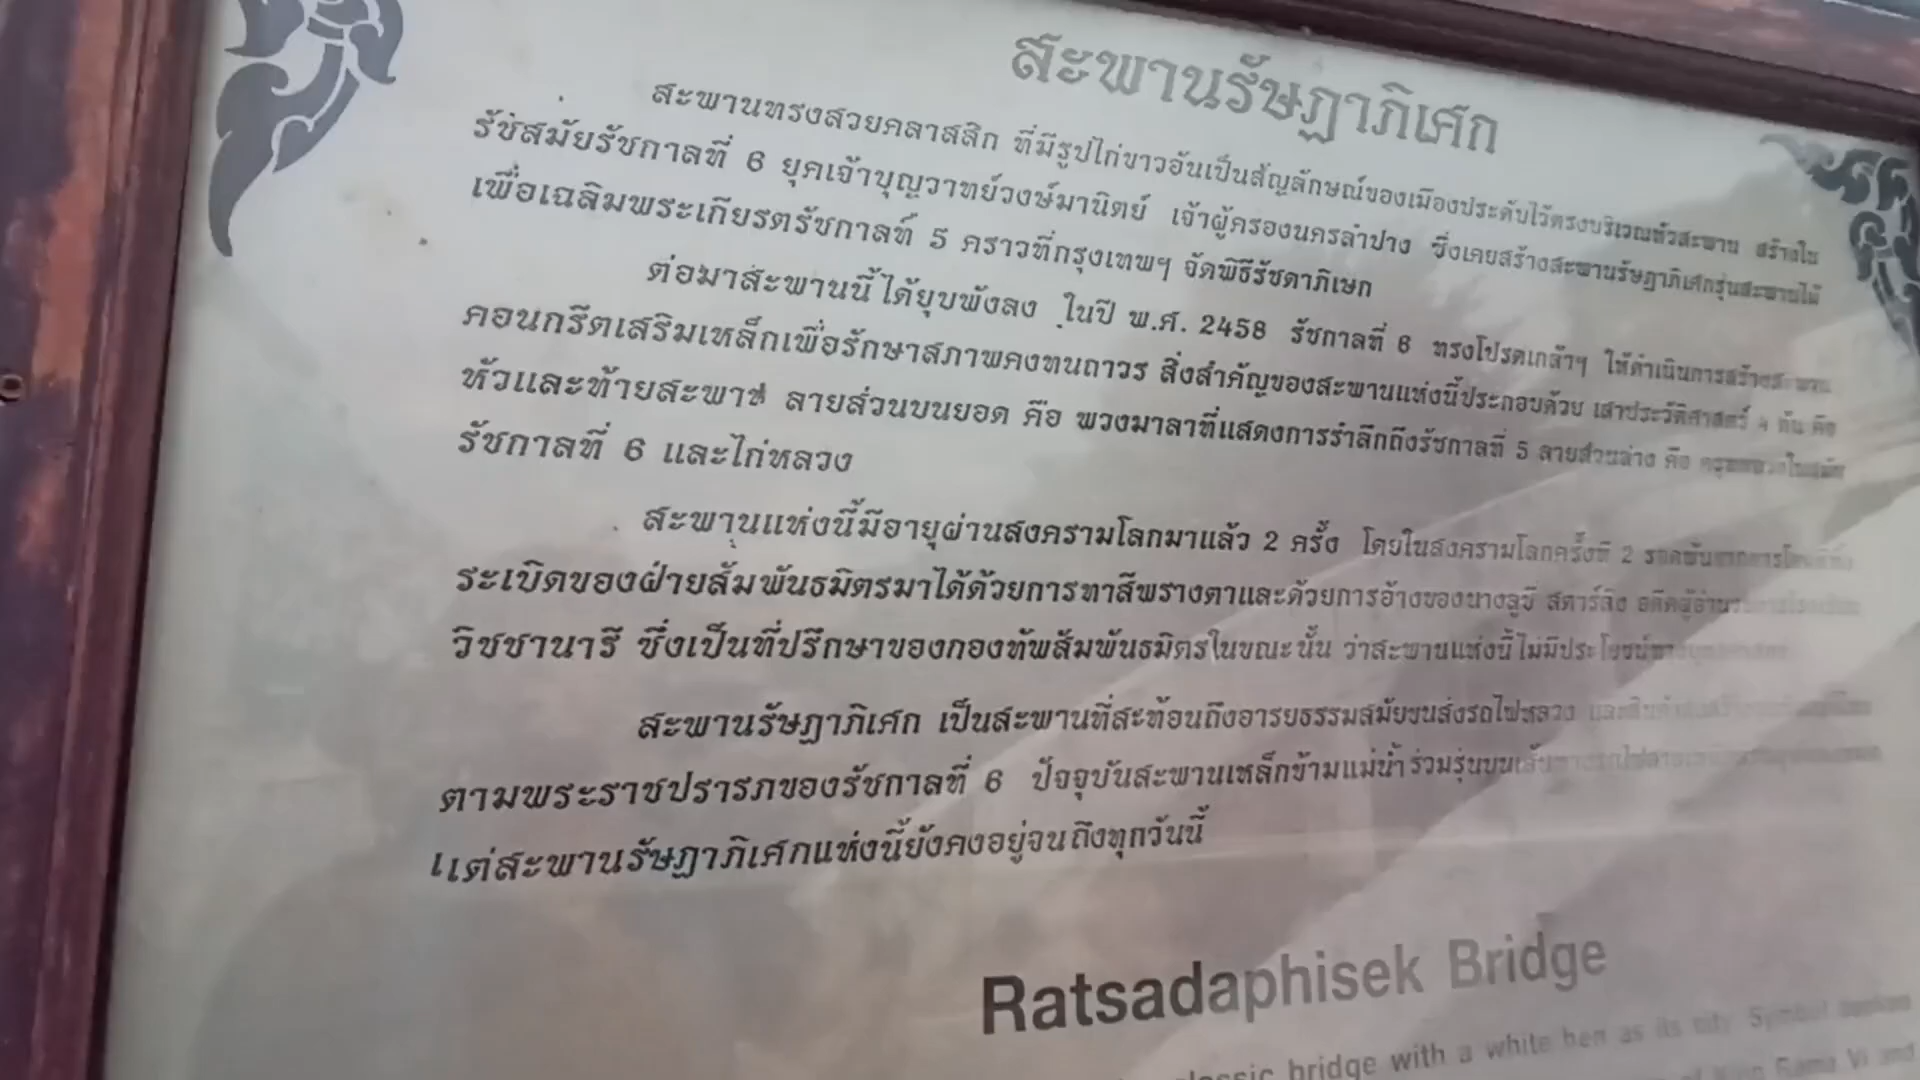 สะพานรัษฎาภิเศก
สะพานทรงสวยคลาสสิก ที่มีรูปไก่ขาวอันเป็นสัญลักษณ์ของเมืองประดับไว้ตรงบริเวณหัวสะพาน สร้างใน
รัชสมัยรัชกาลที่ 6 ยุคเจ้าบุญวาทย์วงษ์มานิตย์ เจ้าผู้ครองนครลำปาง ซึ่งเคยสร้างสะพานรัษฎาภิเศกรุ่นสะพานไม้
เพื่อเฉลิมพระเกียรตรัชกาลที่ 5 คราวที่กรุงเทพฯ จัดพิธีรัชดาภิเษก
ต่อมาสะพานนี้ได้ยุบพังลง ในปี พ.ศ. 2458 รัชกาลที่ 6 ทรงโปรดเกล้าฯ ให้ดำเนินการสร้างสะพาน
คอนกรีตเสริมเหล็กเพื่อรักษาสภาพคงทนถาวร สิ่งสำคัญของสะพานแห่งนี้ประกอบด้วย เสาประวัติศาสตร์ 4 ต้น คือ
หัวและท้ายสะพาน ลายส่วนบนยอด คือ พวงมาลาที่แสดงการรำลึกถึงรัชกาลที่ 5 ลายส่วนล่าง คือ
รัชกาลที่ 6 และไก่หลวง
สะพานแห่งนี้มีอายุผ่านสงครามโลกมาแล้ว 2 ครั้ง โดยในสงครามโลกครั้งที่ 2
ระเบิดของฝ่ายสัมพันธมิตรมาได้ด้วยการทาสีพรางตาและด้วยการอ้างของนางลูซี สตาร์ลิง
วิชชานารี ซึ่งเป็นที่ปรึกษาของกองทัพสัมพันธมิตรในขณะนั้น ว่าสะพานแห่งนี้ไม่มีประโยชน์
สะพานรัษฎาภิเศก เป็นสะพานที่สะท้อนถึงอารยธรรมสมัยขนส่งรถไฟหลวง
ตามพระราชปรารภของรัชกาลที่ 6 ปัจจุบันสะพานเหล็กข้ามแม่น้ำร่วมรุ่นบน
แต่สะพานรัษฎาภิเศกแห่งนี้ยังคงอยู่จนถึงทุกวันนี้
Ratsadaphisek Bridge
classic bridge with a white hen as its city Symbol
Rama VI and